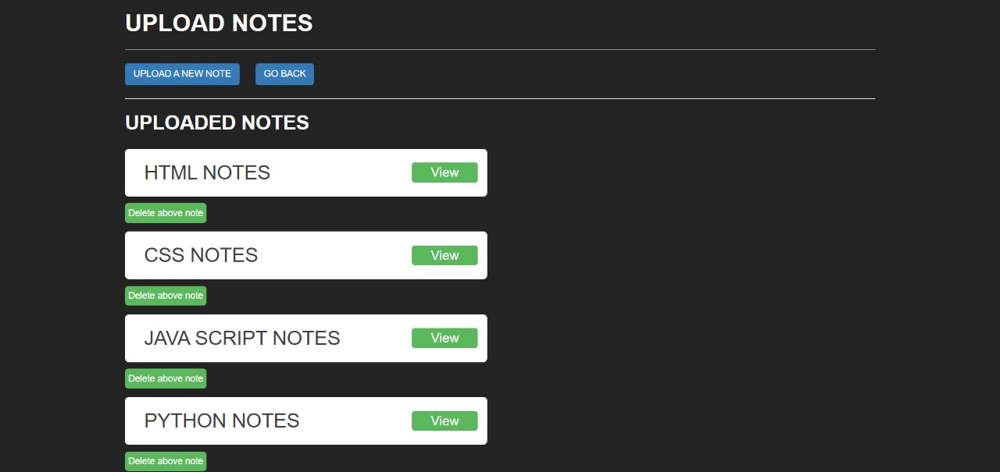 UPLOAD NOTES
UPLOAD A NEW NOTE GO BACK
UPLOADED NOTES
HTML NOTES View
Delete above note
CSS NOTES View
Delete above note
JAVA SCRIPT NOTES View
Delete above note
PYTHON NOTES View
Delete above note